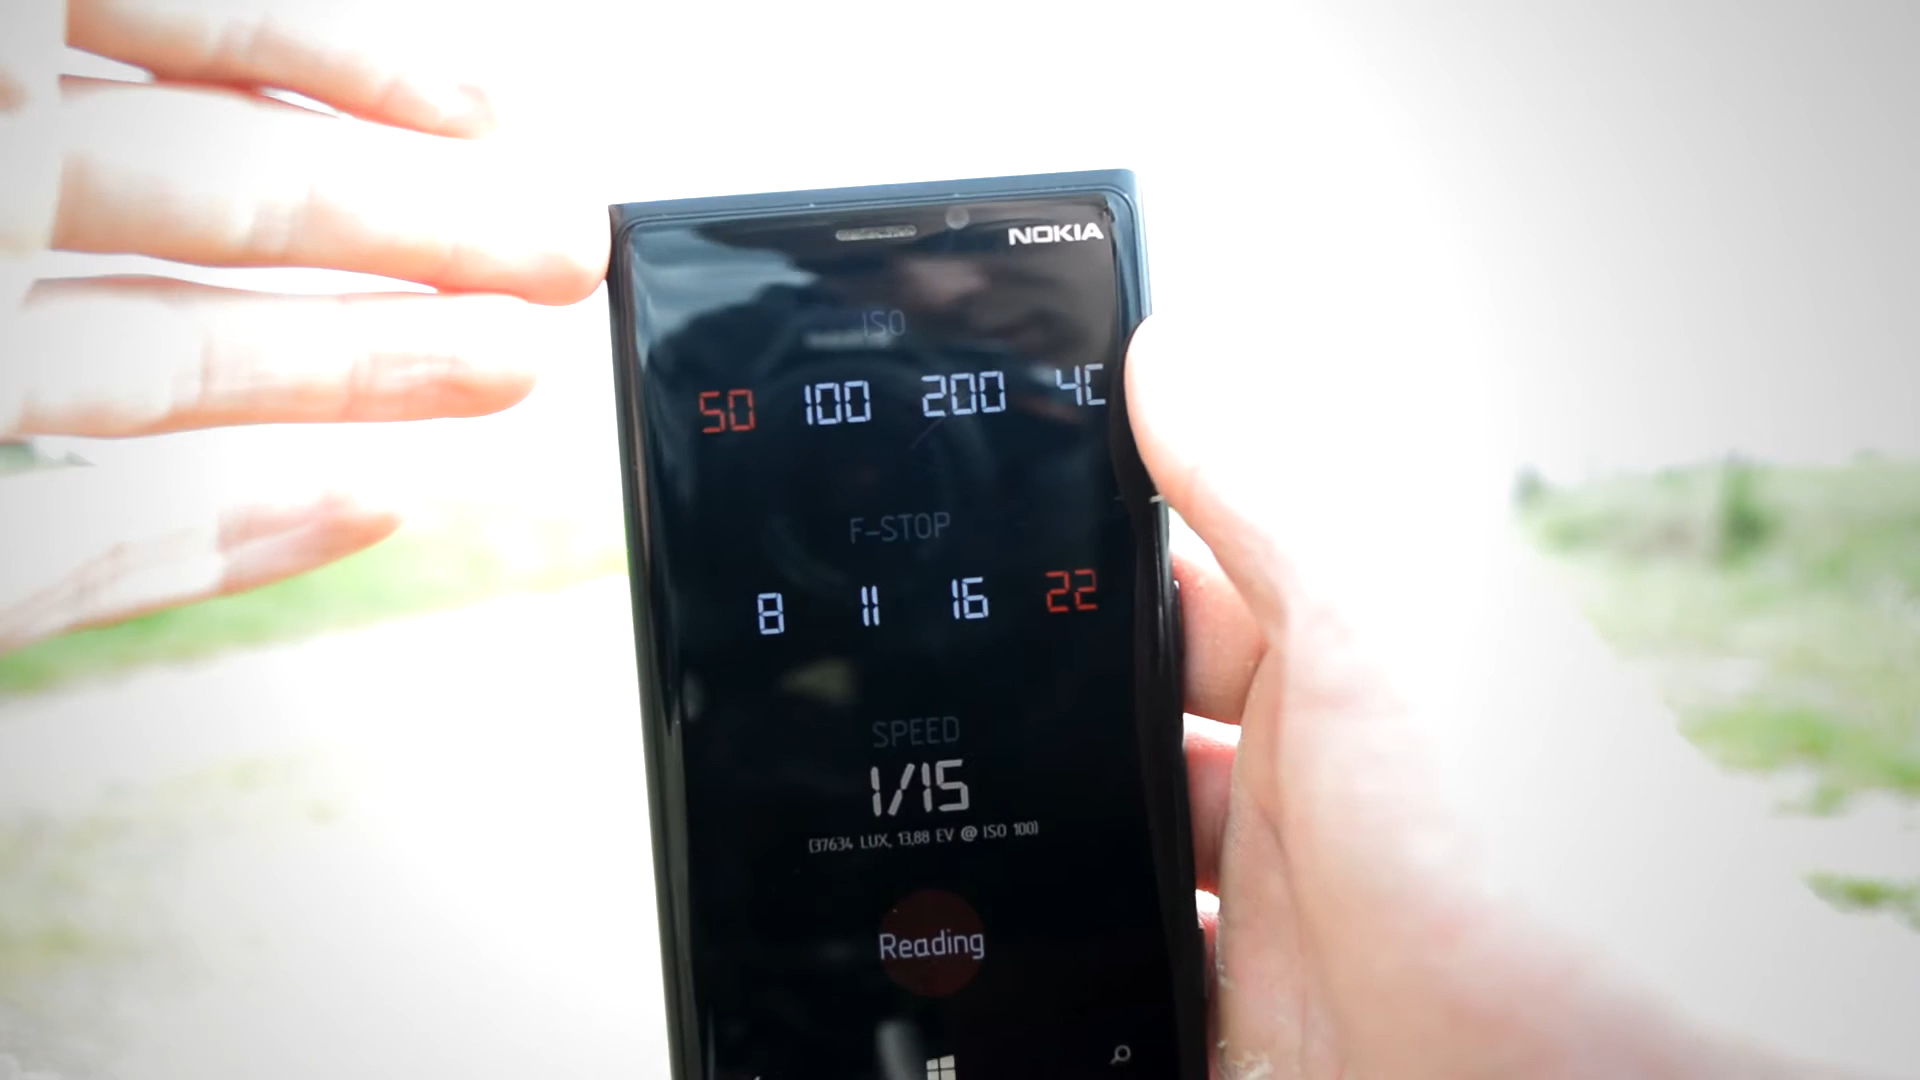 NOKIA
ISO
50 100 200
F-STOP
8 11 16 22
SPEED
1/15
(37634 LUX, 13,88 EV @ ISO 100)
Reading